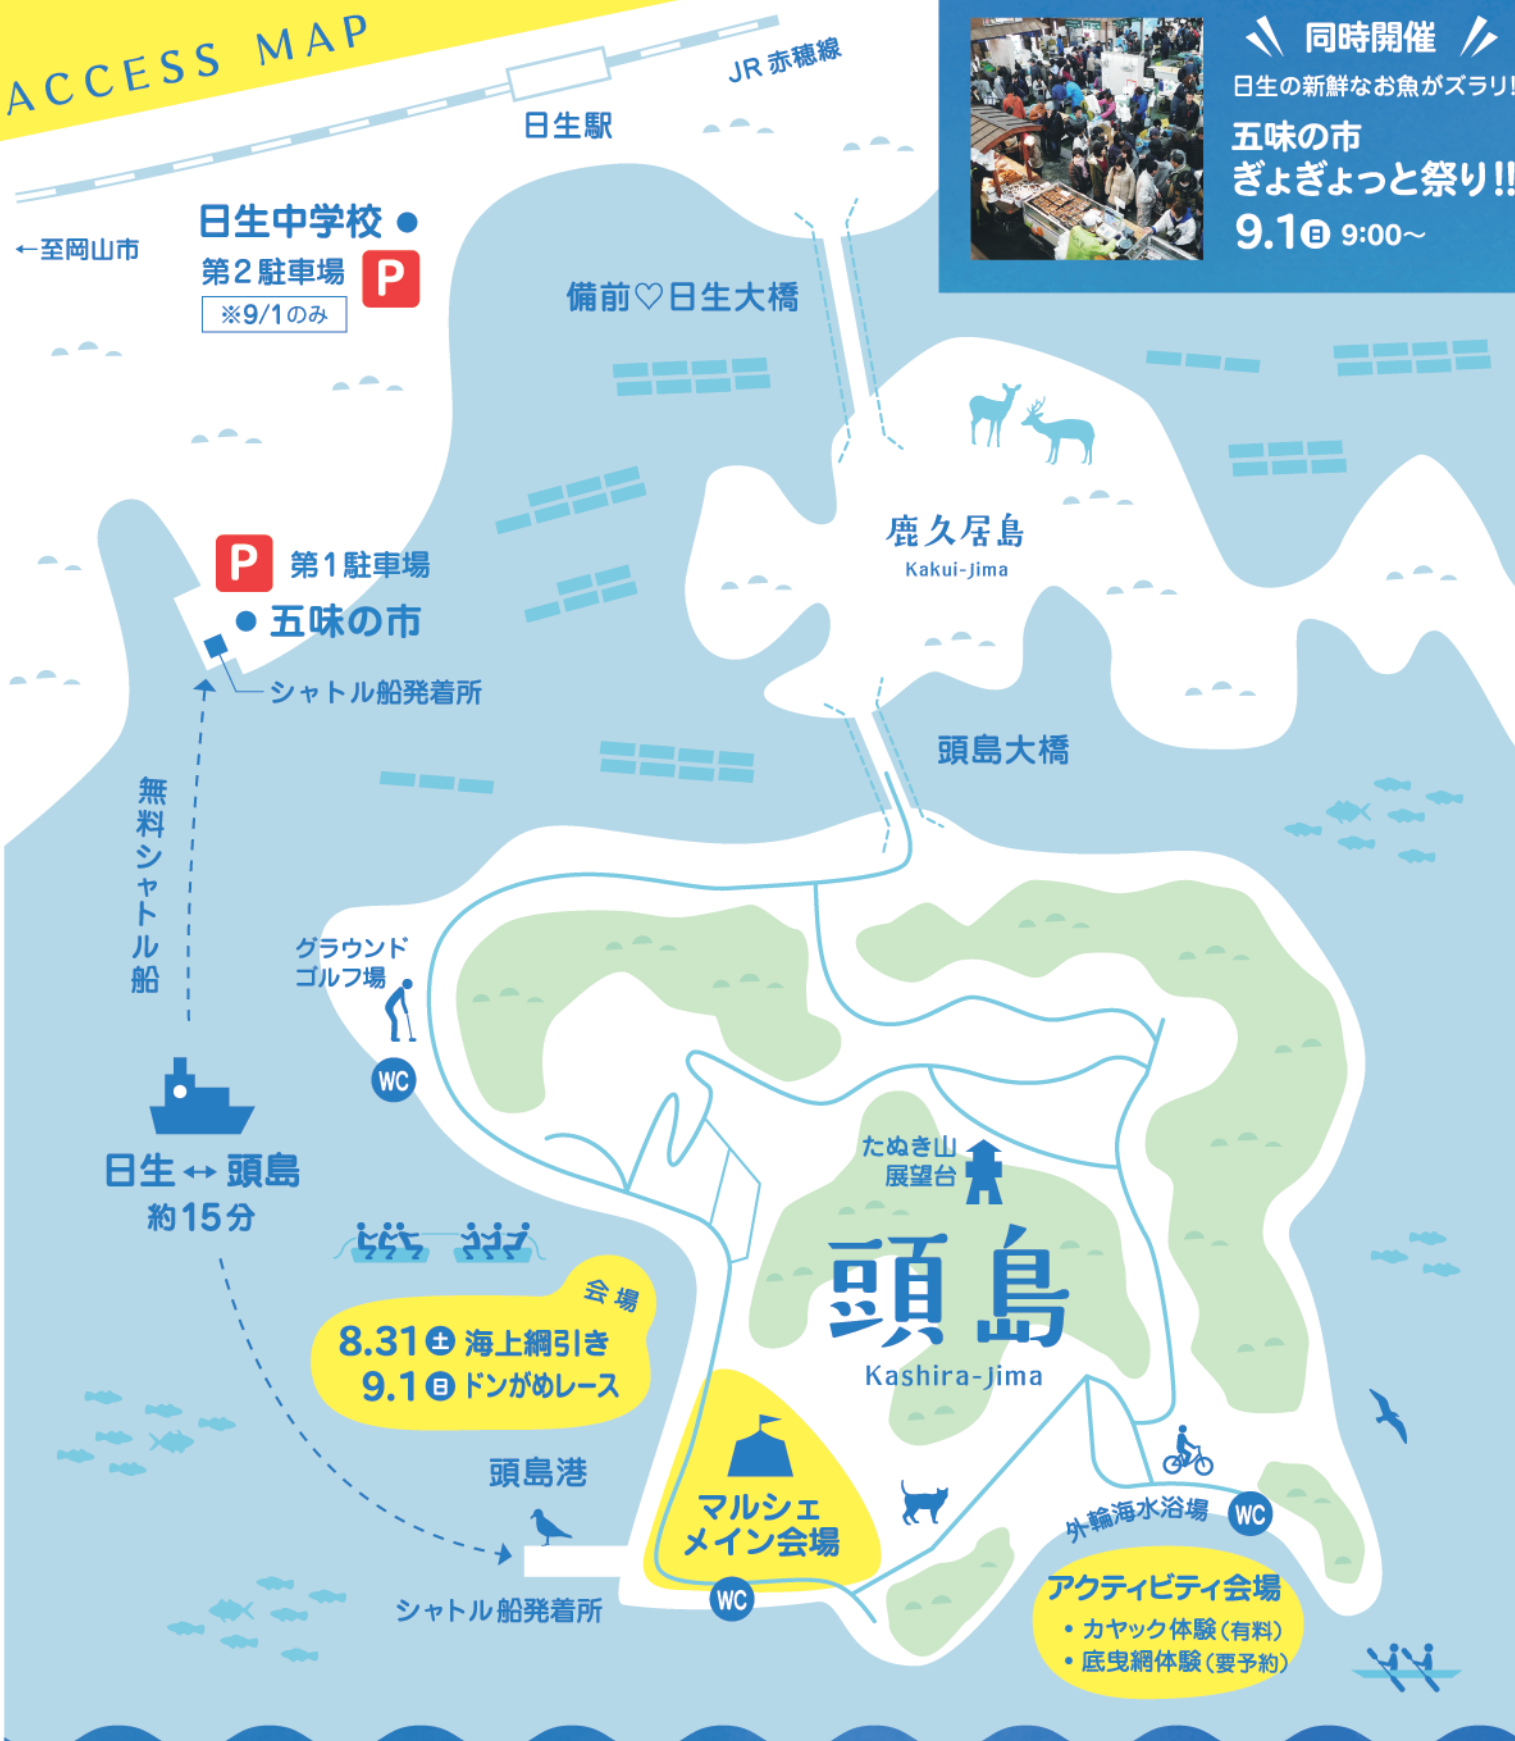 ACCESS MAP
JR 赤穂線
日生駅
同時開催
日生の新鮮なお魚がズラリ!
五味の市
ぎょぎょっと祭り!!
9.1㊐ 9:00～
←至岡山市
日生中学校
第2駐車場 P
※9/1のみ
備前♡日生大橋
鹿久居島
Kakui-Jima
P 第1駐車場
五味の市
シャトル船発着所
頭島大橋
無料シャトル船
グラウンド
ゴルフ場
WC
日生↔頭島
約15分
たぬき山
展望台
頭島
Kashira-Jima
会場
8.31㊏ 海上綱引き
9.1㊐ ドンがめレース
頭島港
マルシェ
メイン会場
WC
シャトル船発着所
外輪海水浴場
WC
アクティビティ会場
・カヤック体験(有料)
・底曳網体験(要予約)